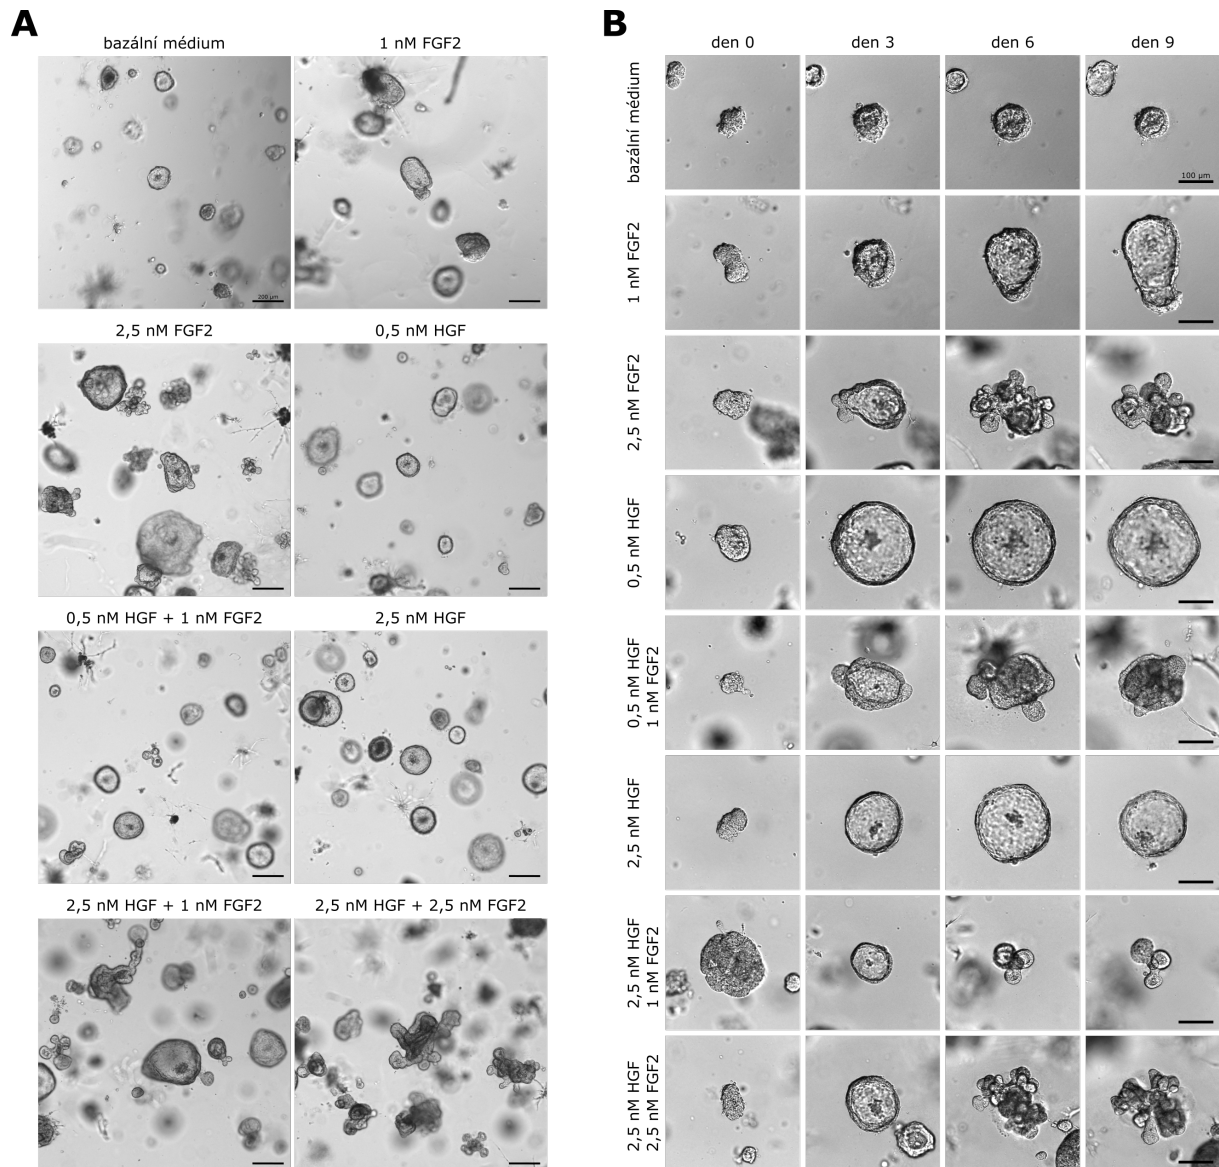 A
bazální médium
1 nM FGF2
200 µm
2,5 nM FGF2
0,5 nM HGF
0,5 nM HGF + 1 nM FGF2
2,5 nM HGF
2,5 nM HGF + 1 nM FGF2
2,5 nM HGF + 2,5 nM FGF2
B
den 0
den 3
den 6
den 9
bazální médium
100 µm
1 nM FGF2
2,5 nM FGF2
0,5 nM HGF
0,5 nM HGF
1 nM FGF2
2,5 nM HGF
2,5 nM HGF
1 nM FGF2
2,5 nM HGF
2,5 nM FGF2